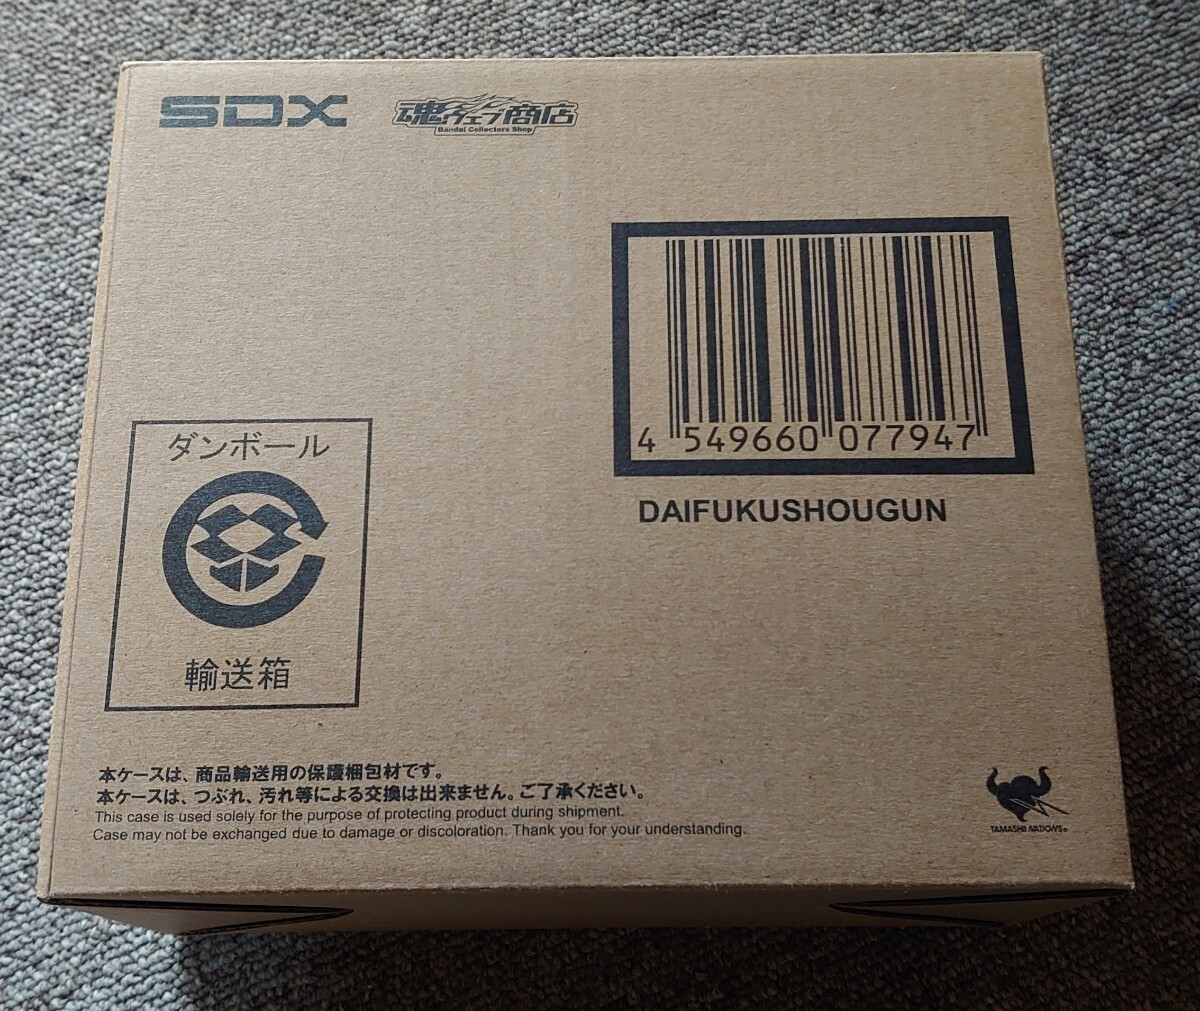 SDX
魂ウェブ商店
Bandai Collectors Shop
4 549660 077947
DAIFUKUSHOUGUN
ダンボール
輸送箱
本ケースは、商品輸送用の保護梱包材です。
本ケースは、つぶれ、汚れ等による交換は出来ません。ご了承ください。
This case is used solely for the purpose of protecting product during shipment.
Case may not be exchanged due to damage or discoloration. Thank you for your understanding.
TAMASHII NATIONS®